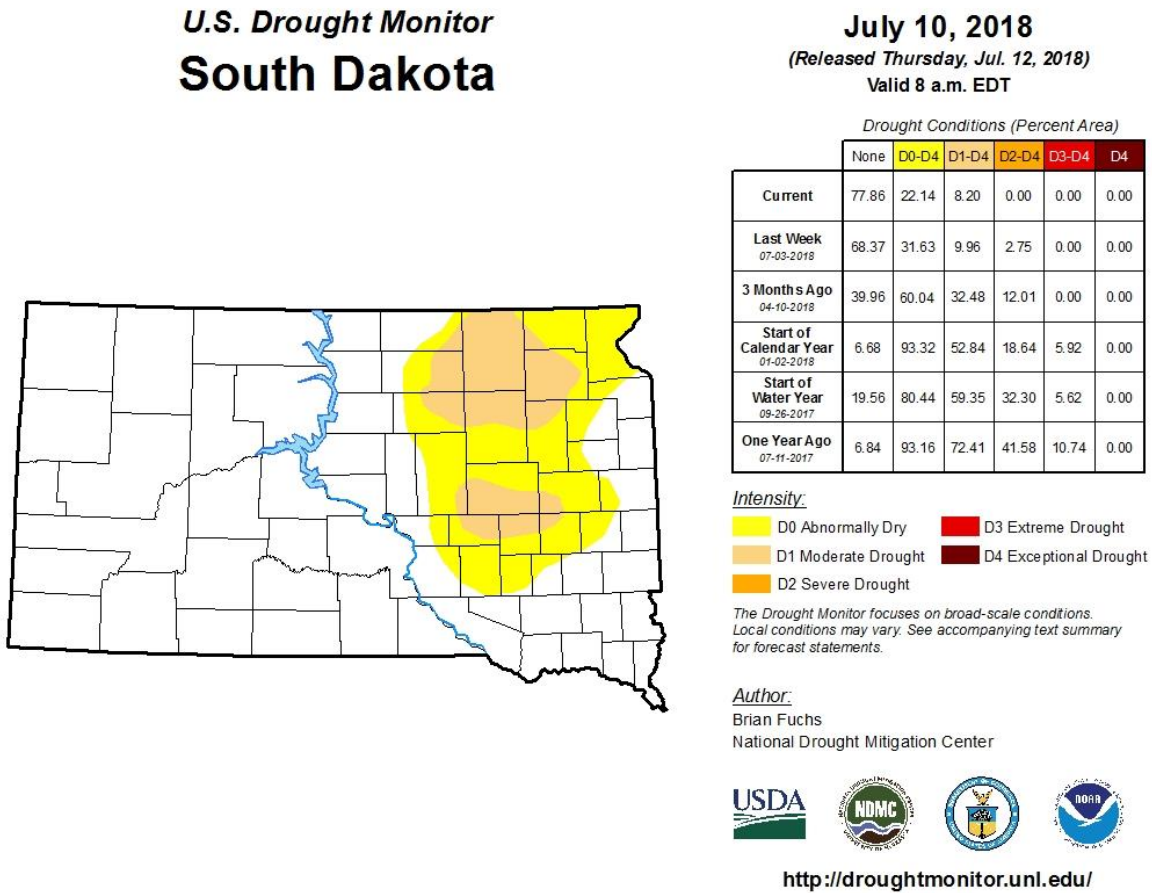 U.S. Drought Monitor
South Dakota
July 10, 2018
(Released Thursday, Jul. 12, 2018)
Valid 8 a.m. EDT
Drought Conditions (Percent Area)
None D0-D4 D1-D4 D2-D4 D3-D4 D4
Current 77.86 22.14 8.20 0.00 0.00 0.00
Last Week
07-03-2018 68.37 31.63 9.96 2.75 0.00 0.00
3 Months Ago
04-10-2018 39.96 60.04 32.48 12.01 0.00 0.00
Start of
Calendar Year
01-02-2018 6.68 93.32 52.84 18.64 5.92 0.00
Start of
Water Year
09-26-2017 19.56 80.44 59.35 32.30 5.62 0.00
One Year Ago
07-11-2017 6.84 93.16 72.41 41.58 10.74 0.00
Intensity:
D0 Abnormally Dry
D1 Moderate Drought
D2 Severe Drought
D3 Extreme Drought
D4 Exceptional Drought
The Drought Monitor focuses on broad-scale conditions.
Local conditions may vary. See accompanying text summary
for forecast statements.
Author:
Brian Fuchs
National Drought Mitigation Center
USDA
NDMC
NOAA
http://droughtmonitor.unl.edu/